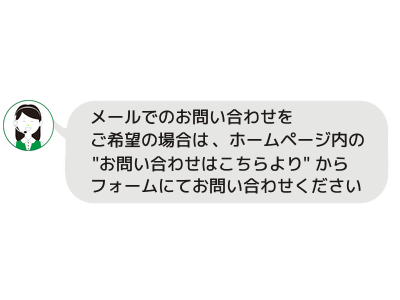 メールでのお問い合わせを
ご希望の場合は、ホームページ内の
"お問い合わせはこちらより" から
フォームにてお問い合わせください